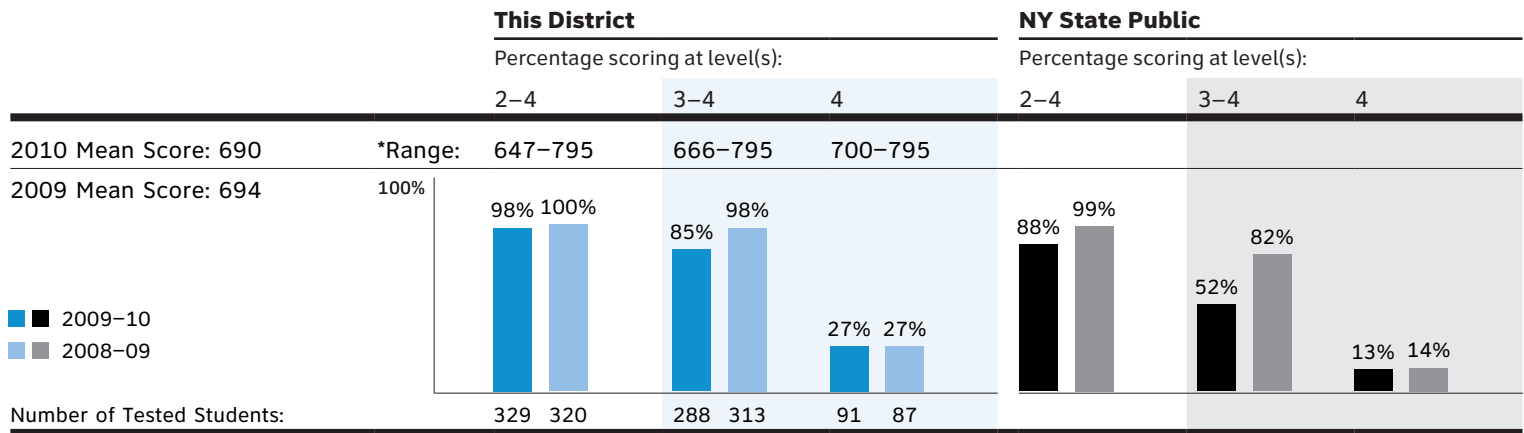 This District NY State Public
Percentage scoring at level(s): Percentage scoring at level(s):
2–4 3–4 4 2–4 3–4 4
2010 Mean Score: 690 *Range: 647–795 666–795 700–795
2009 Mean Score: 694 100%
98% 100% 85% 98% 27% 27% 88% 99% 52% 82% 13% 14%
2009–10
2008–09
Number of Tested Students: 329 320 288 313 91 87